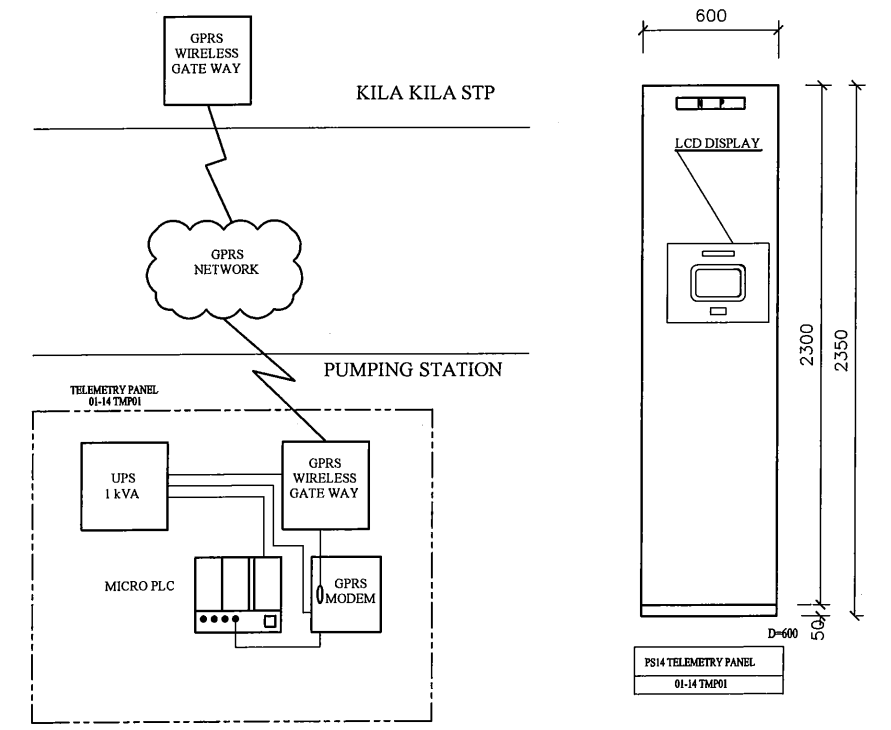 GPRS
WIRELESS
GATE WAY
KILA KILA STP
GPRS
NETWORK
PUMPING STATION
TELEMETRY PANEL
01-14 TMP01
UPS
1 kVA
GPRS
WIRELESS
GATE WAY
MICRO PLC
GPRS
MODEM
600
LCD DISPLAY
2300
2350
50
D=600
PS14 TELEMETRY PANEL
01-14 TMP01